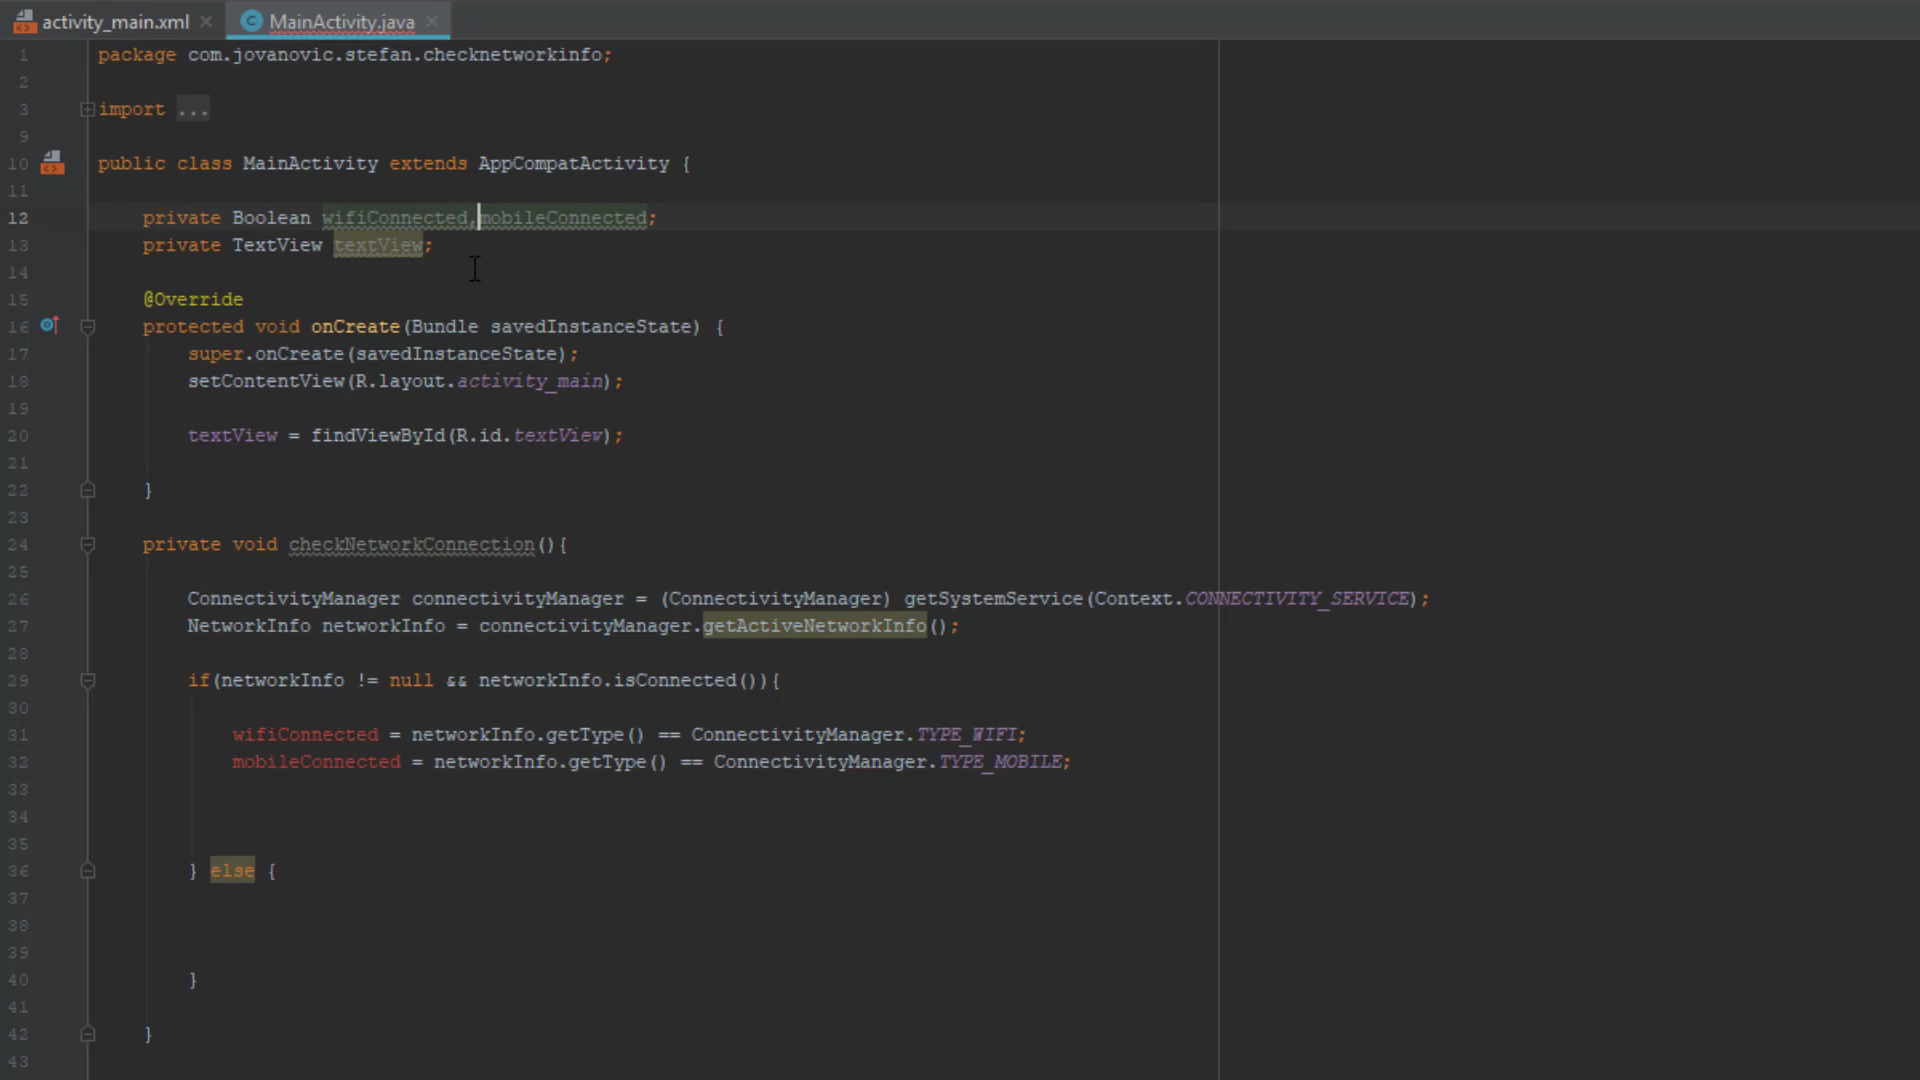 activity_main.xml MainActivity.java
1 package com.jovanovic.stefan.checknetworkinfo;
2
3 import ...
9
10 public class MainActivity extends AppCompatActivity {
11
12 private Boolean wifiConnected,mobileConnected;
13 private TextView textView;
14
15 @Override
16 protected void onCreate(Bundle savedInstanceState) {
17 super.onCreate(savedInstanceState);
18 setContentView(R.layout.activity_main);
19
20 textView = findViewById(R.id.textView);
21
22 }
23
24 private void checkNetworkConnection(){
25
26 ConnectivityManager connectivityManager = (ConnectivityManager) getSystemService(Context.CONNECTIVITY_SERVICE);
27 NetworkInfo networkInfo = connectivityManager.getActiveNetworkInfo();
28
29 if(networkInfo != null && networkInfo.isConnected()){
30
31 wifiConnected = networkInfo.getType() == ConnectivityManager.TYPE_WIFI;
32 mobileConnected = networkInfo.getType() == ConnectivityManager.TYPE_MOBILE;
33
34
35
36 } else {
37
38
39
40 }
41
42 }
43